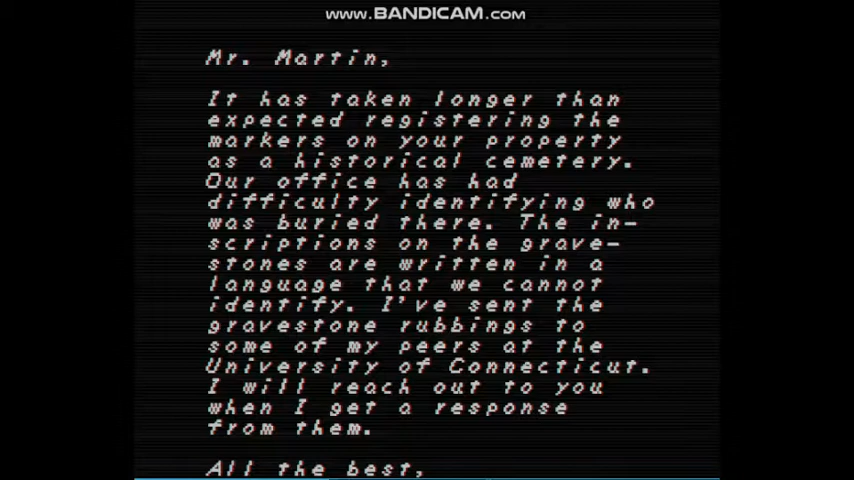 www.BANDICAM.com
Mr. Martin,
It has taken longer than
expected registering the
markers on your property
as a historical cemetery.
Our office has had
difficulty identifying who
was buried there. The in-
scriptions on the grave-
stones are written in a
language that we cannot
identify. I've sent the
gravestone rubbings to
some of my peers at the
University of Connecticut.
I will reach out to you
when I get a response
from them.
All the best,